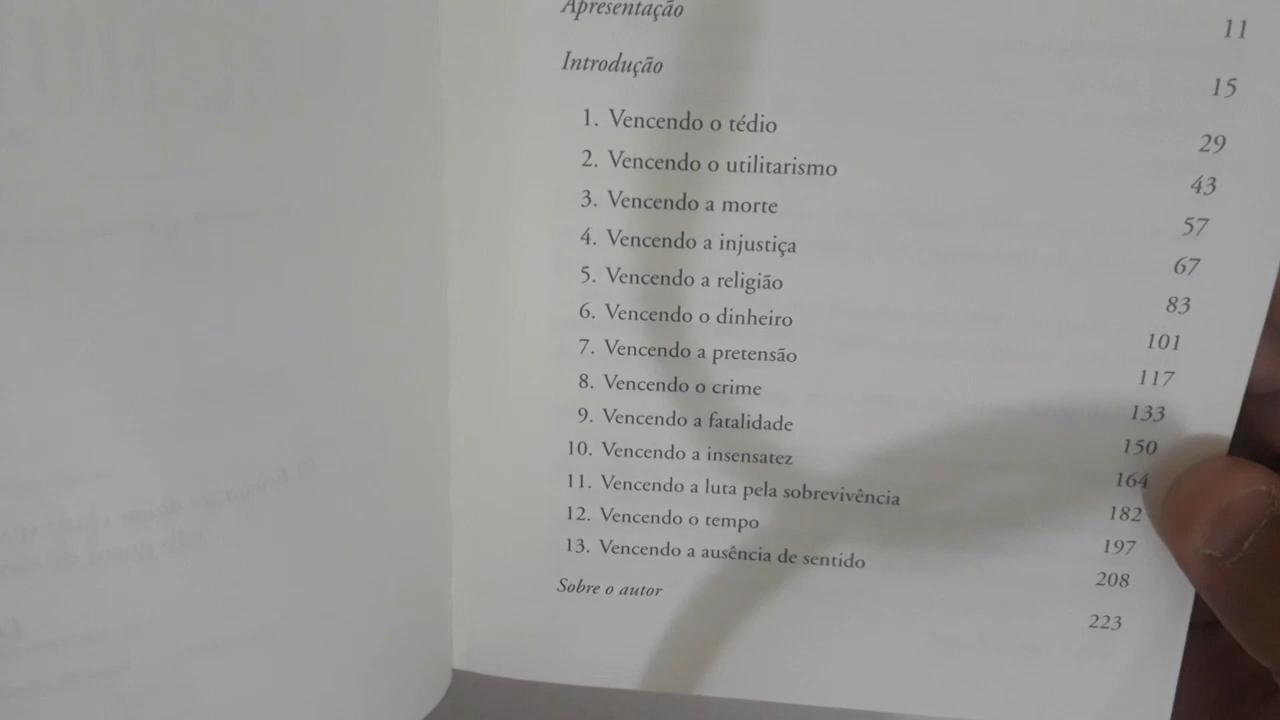 Apresentação 11
Introdução 15
1. Vencendo o tédio 29
2. Vencendo o utilitarismo 43
3. Vencendo a morte 57
4. Vencendo a injustiça 67
5. Vencendo a religião 83
6. Vencendo o dinheiro 101
7. Vencendo a pretensão 117
8. Vencendo o crime 133
9. Vencendo a fatalidade 150
10. Vencendo a insensatez 164
11. Vencendo a luta pela sobrevivência 182
12. Vencendo o tempo 197
13. Vencendo a ausência de sentido 208
Sobre o autor 223